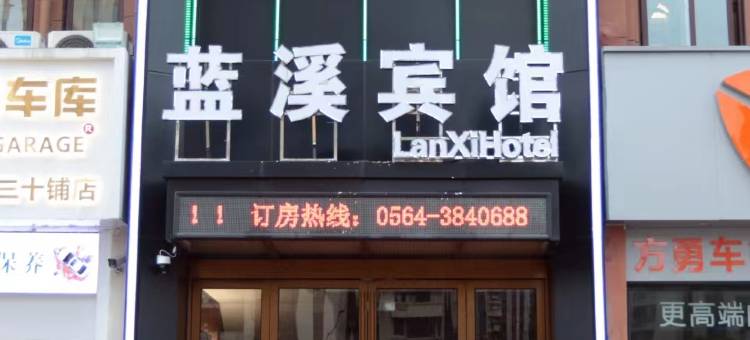 蓝溪宾馆
LanXiHotel
！！ 订房热线：0564-3840688
车库
GARAGE
R
三十铺店
保养
方勇车
更高端
Midea